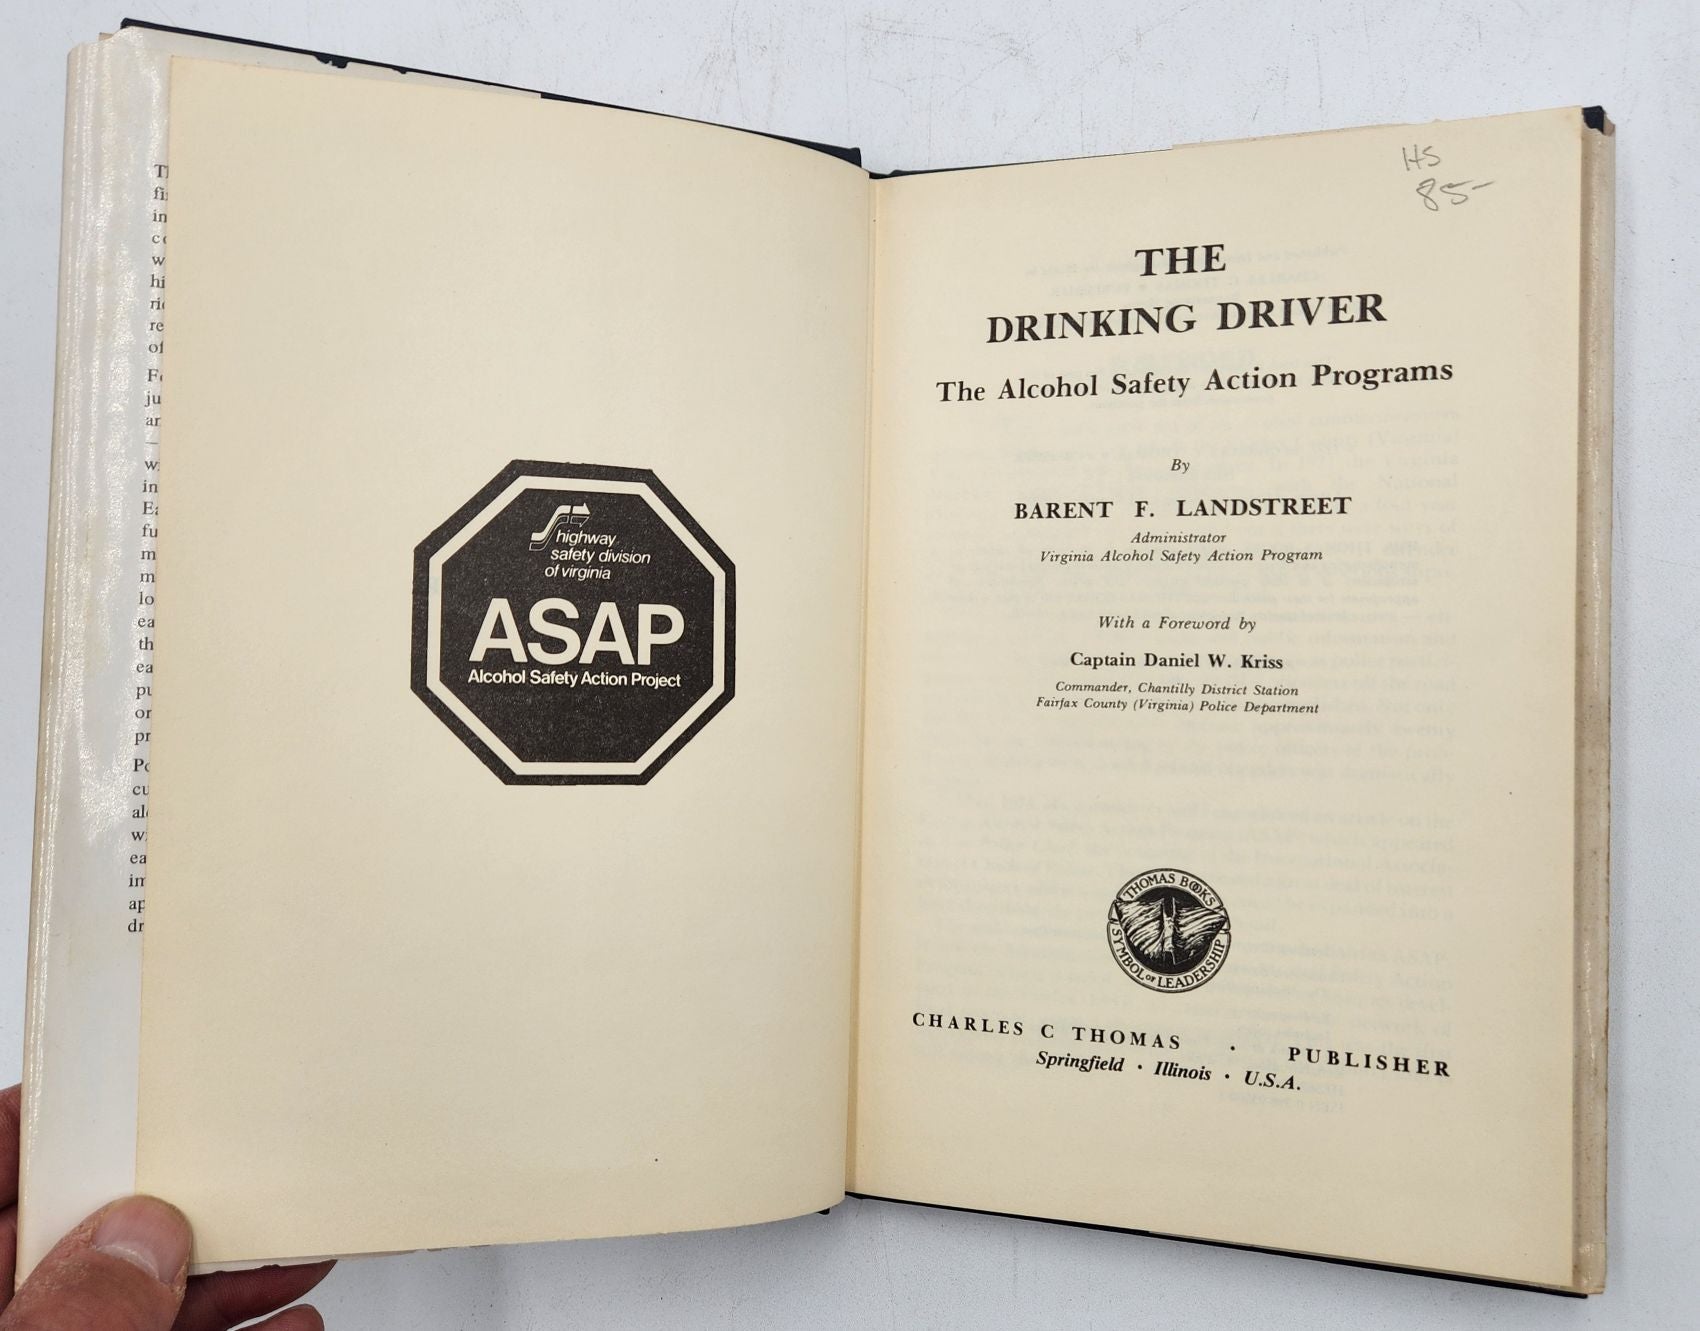 highway
safety division
of virginia
ASAP
Alcohol Safety Action Project
HS
85-
THE
DRINKING DRIVER
The Alcohol Safety Action Programs
By
BARENT F. LANDSTREET
Administrator
Virginia Alcohol Safety Action Program
With a Foreword by
Captain Daniel W. Kriss
Commander, Chantilly District Station
Fairfax County (Virginia) Police Department
THOMAS BOOKS
SYMBOL OF LEADERSHIP
CHARLES C THOMAS · PUBLISHER
Springfield · Illinois · U.S.A.